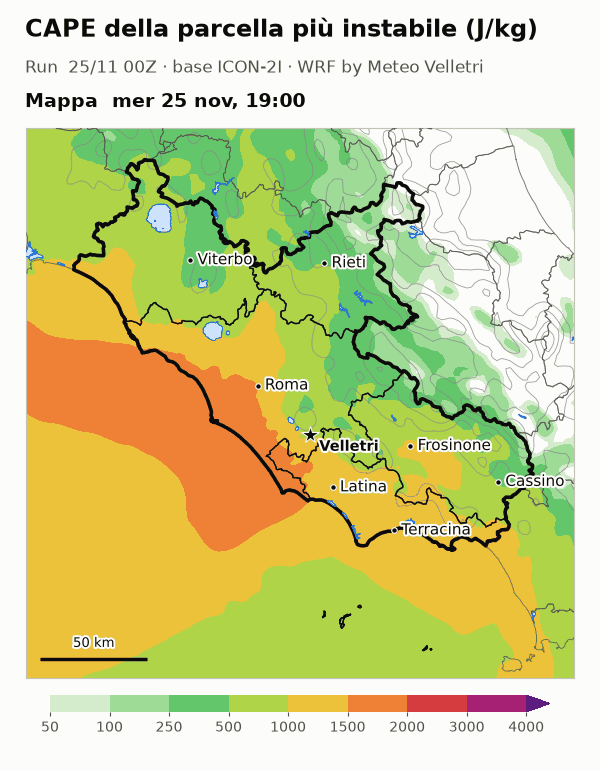 CAPE della parcella più instabile (J/kg)
Run  25/11 00Z · base ICON-2I · WRF by Meteo Velletri
Mappa  mer 25 nov, 19:00
Viterbo
Rieti
Roma
Velletri
Frosinone
Cassino
Latina
Terracina
50 km
50 100 250 500 1000 1500 2000 3000 4000